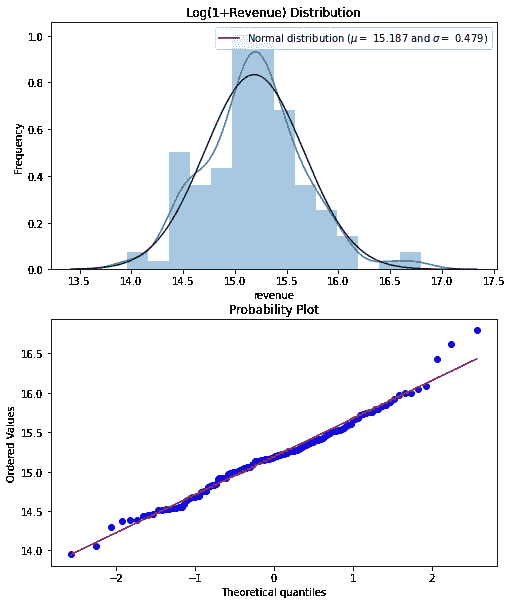 Log(1+Revenue) Distribution
Normal distribution (μ = 15.187 and σ = 0.479)
1.0
0.8
0.6
0.4
0.2
0.0
Frequency
13.5 14.0 14.5 15.0 15.5 16.0 16.5 17.0 17.5
revenue
Probability Plot
16.5
16.0
15.5
15.0
14.5
14.0
Ordered Values
−2 −1 0 1 2
Theoretical quantiles